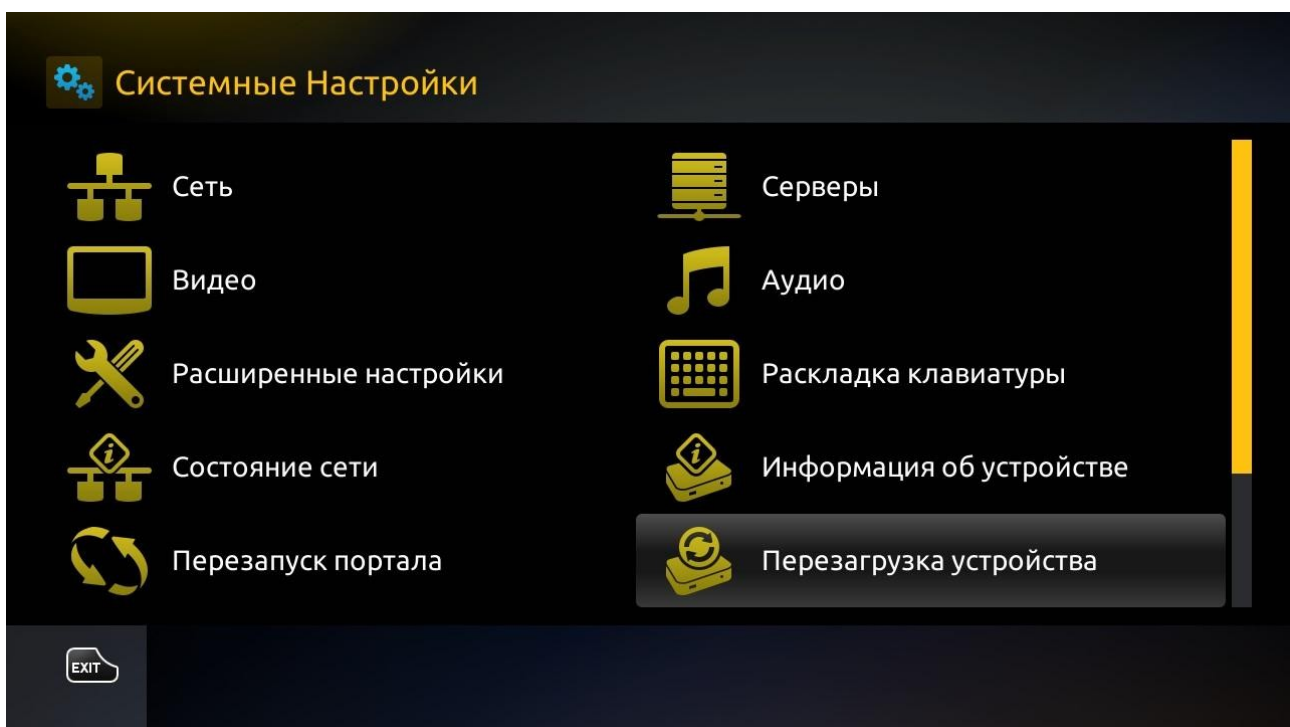 Системные Настройки
Сеть
Серверы
Видео
Аудио
Расширенные настройки
Раскладка клавиатуры
Состояние сети
Информация об устройстве
Перезапуск портала
Перезагрузка устройства
EXIT